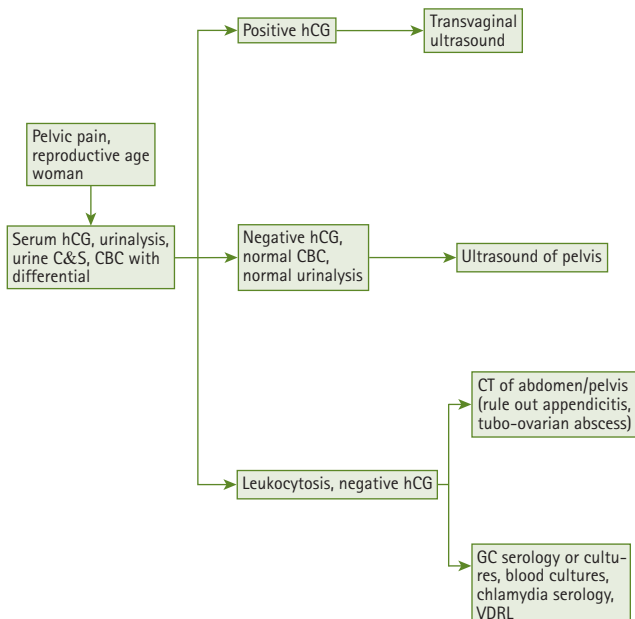 Positive hCG
Transvaginal
ultrasound
Pelvic pain,
reproductive age
woman
Serum hCG, urinalysis,
urine C&S, CBC with
differential
Negative hCG,
normal CBC,
normal urinalysis
Ultrasound of pelvis
CT of abdomen/pelvis
(rule out appendicitis,
tubo-ovarian abscess)
Leukocytosis, negative hCG
GC serology or cultu-
res, blood cultures,
chlamydia serology,
VDRL